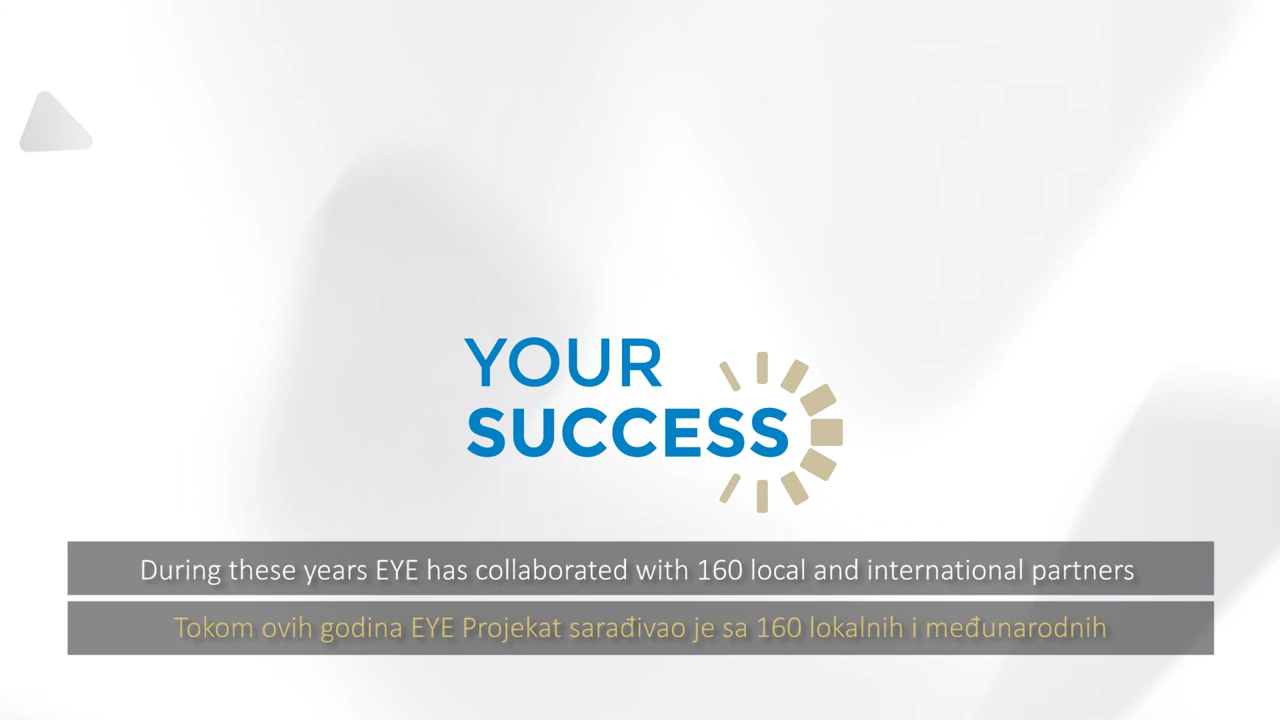 YOUR
SUCCESS
During these years EYE has collaborated with 160 local and international partners
Tokom ovih godina EYE Projekat sarađivao je sa 160 lokalnih i međunarodnih